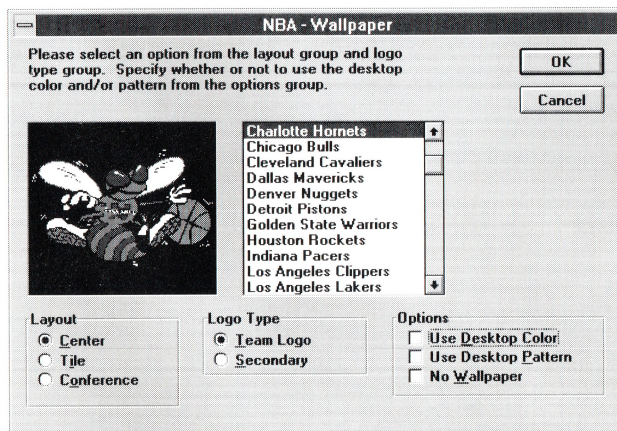 NBA - Wallpaper
Please select an option from the layout group and logo
type group. Specify whether or not to use the desktop
color and/or pattern from the options group.
OK
Cancel
Charlotte Hornets
Chicago Bulls
Cleveland Cavaliers
Dallas Mavericks
Denver Nuggets
Detroit Pistons
Golden State Warriors
Houston Rockets
Indiana Pacers
Los Angeles Clippers
Los Angeles Lakers
Layout
Center
Tile
Conference
Logo Type
Team Logo
Secondary
Options
Use Desktop Color
Use Desktop Pattern
No Wallpaper